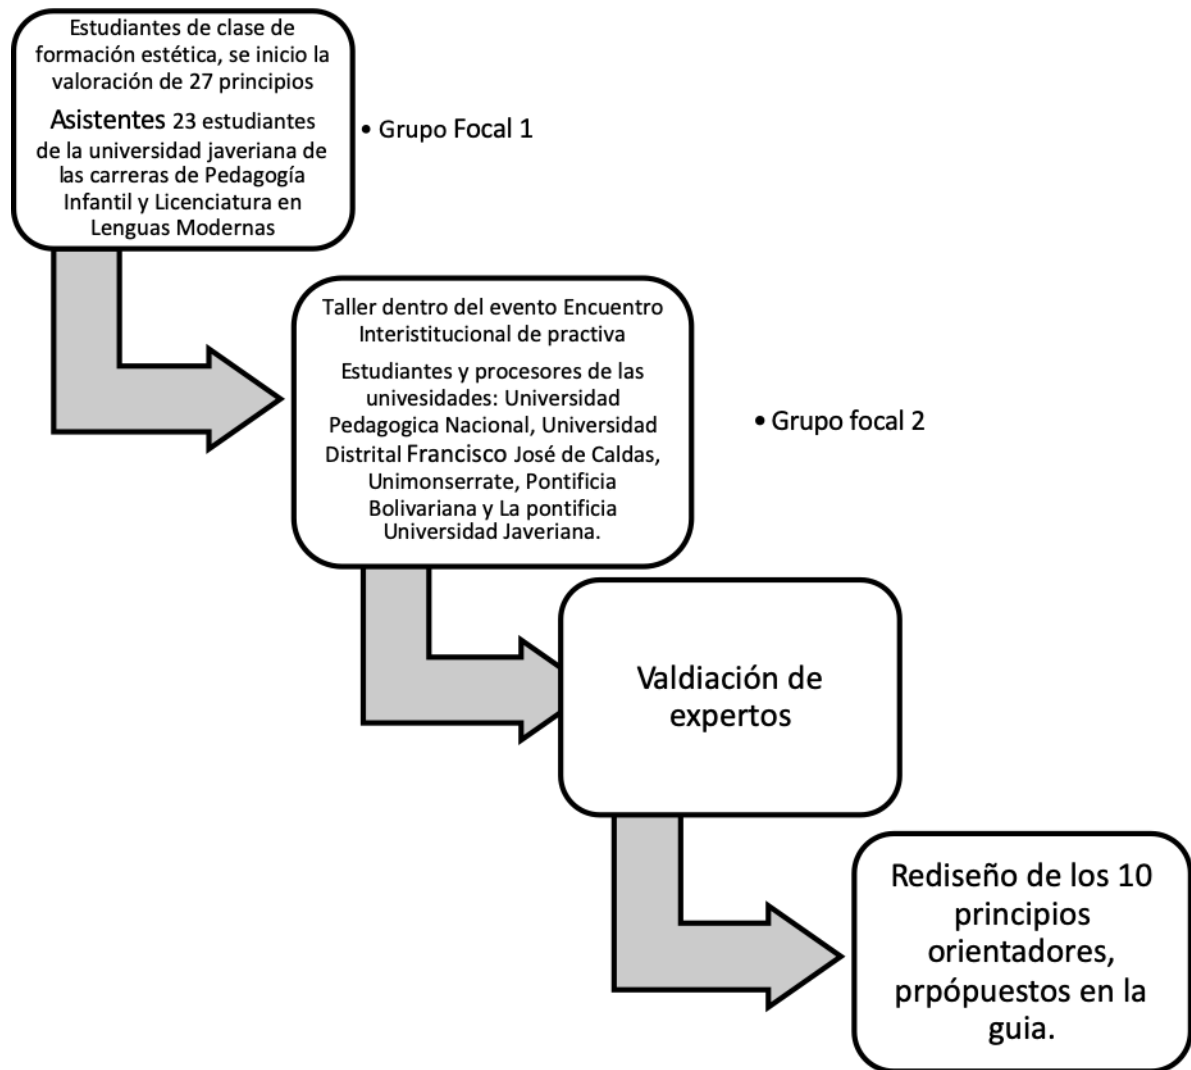 Estudiantes de clase de
formación estética, se inicio la
valoración de 27 principios
Asistentes 23 estudiantes
de la universidad javeriana de
las carreras de Pedagogía
Infantil y Licenciatura en
Lenguas Modernas
• Grupo Focal 1
Taller dentro del evento Encuentro
Interistitucional de practiva
Estudiantes y procesores de las
univesidades: Universidad
Pedagogica Nacional, Universidad
Distrital Francisco José de Caldas,
Unimonserrate, Pontificia
Bolivariana y La pontificia
Universidad Javeriana.
• Grupo focal 2
Valdiación de
expertos
Rediseño de los 10
principios
orientadores,
prpópuestos en la
guia.